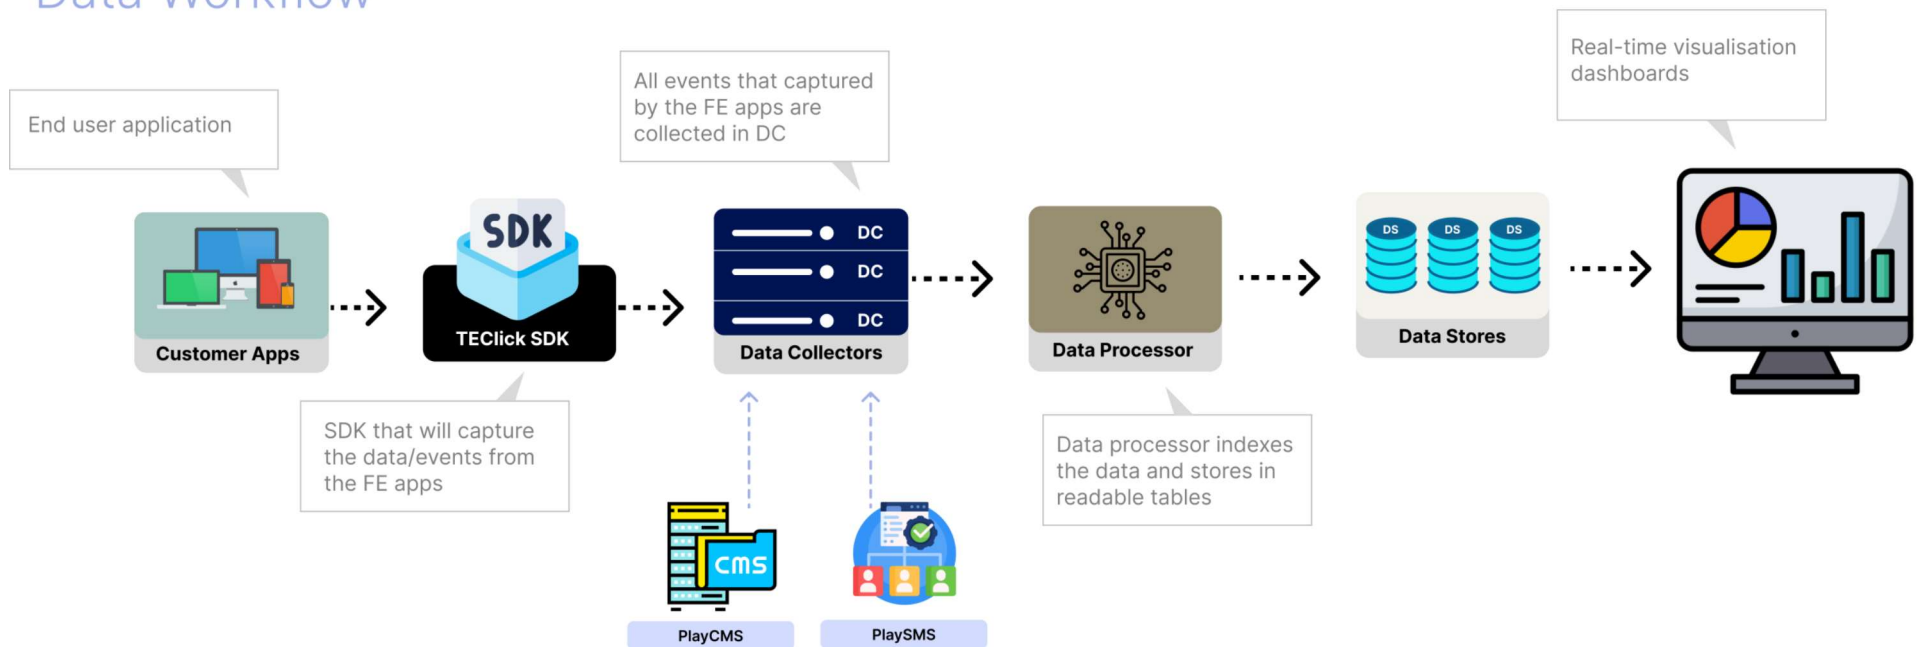 Data Workflow
End user application
All events that captured
by the FE apps are
collected in DC
Real-time visualisation
dashboards
SDK
DC
DC
DC
DS
DS
DS
Customer Apps
TEClick SDK
Data Collectors
Data Processor
Data Stores
SDK that will capture
the data/events from
the FE apps
Data processor indexes
the data and stores in
readable tables
CMS
PlayCMS
PlaySMS